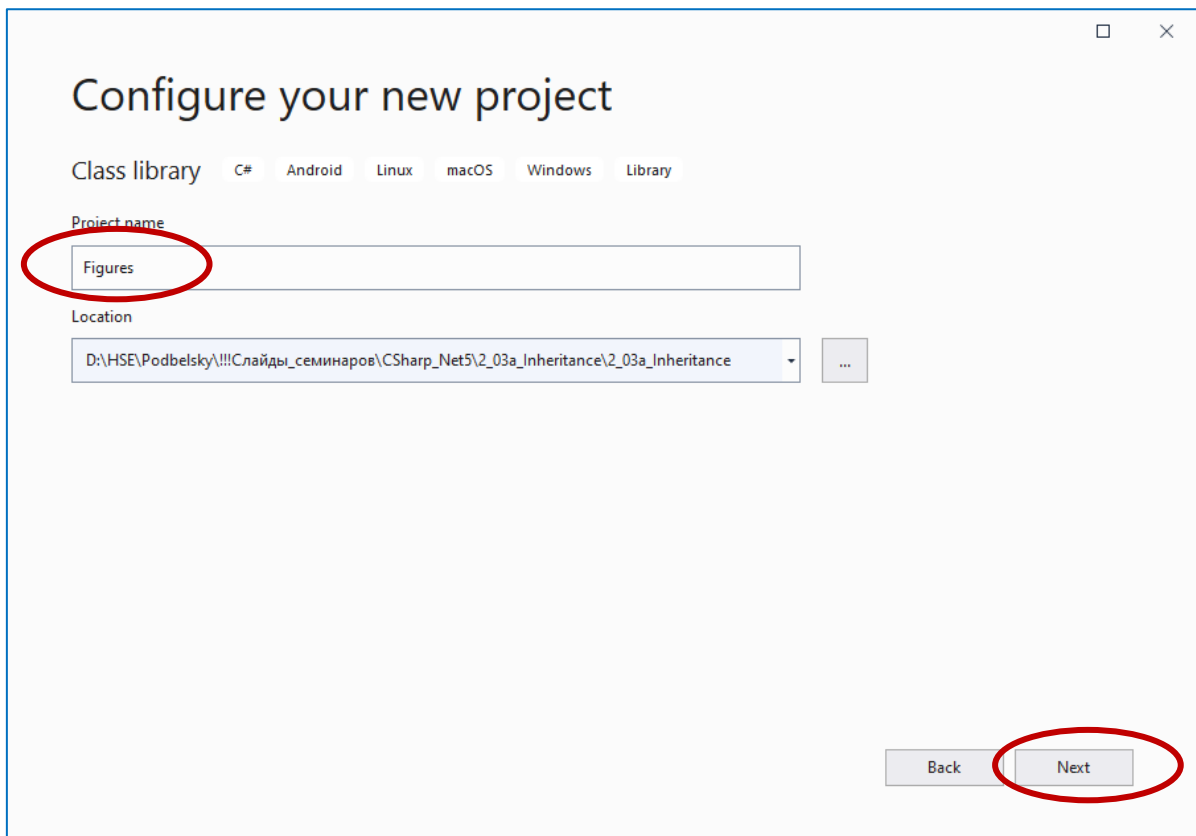 Configure your new project
Class library C# Android Linux macOS Windows Library
Project name
Figures
Location
D:\HSE\Podbelsky\!!!Слайды_семинаров\CSharp_Net5\2_03a_Inheritance\2_03a_Inheritance ...
Back Next